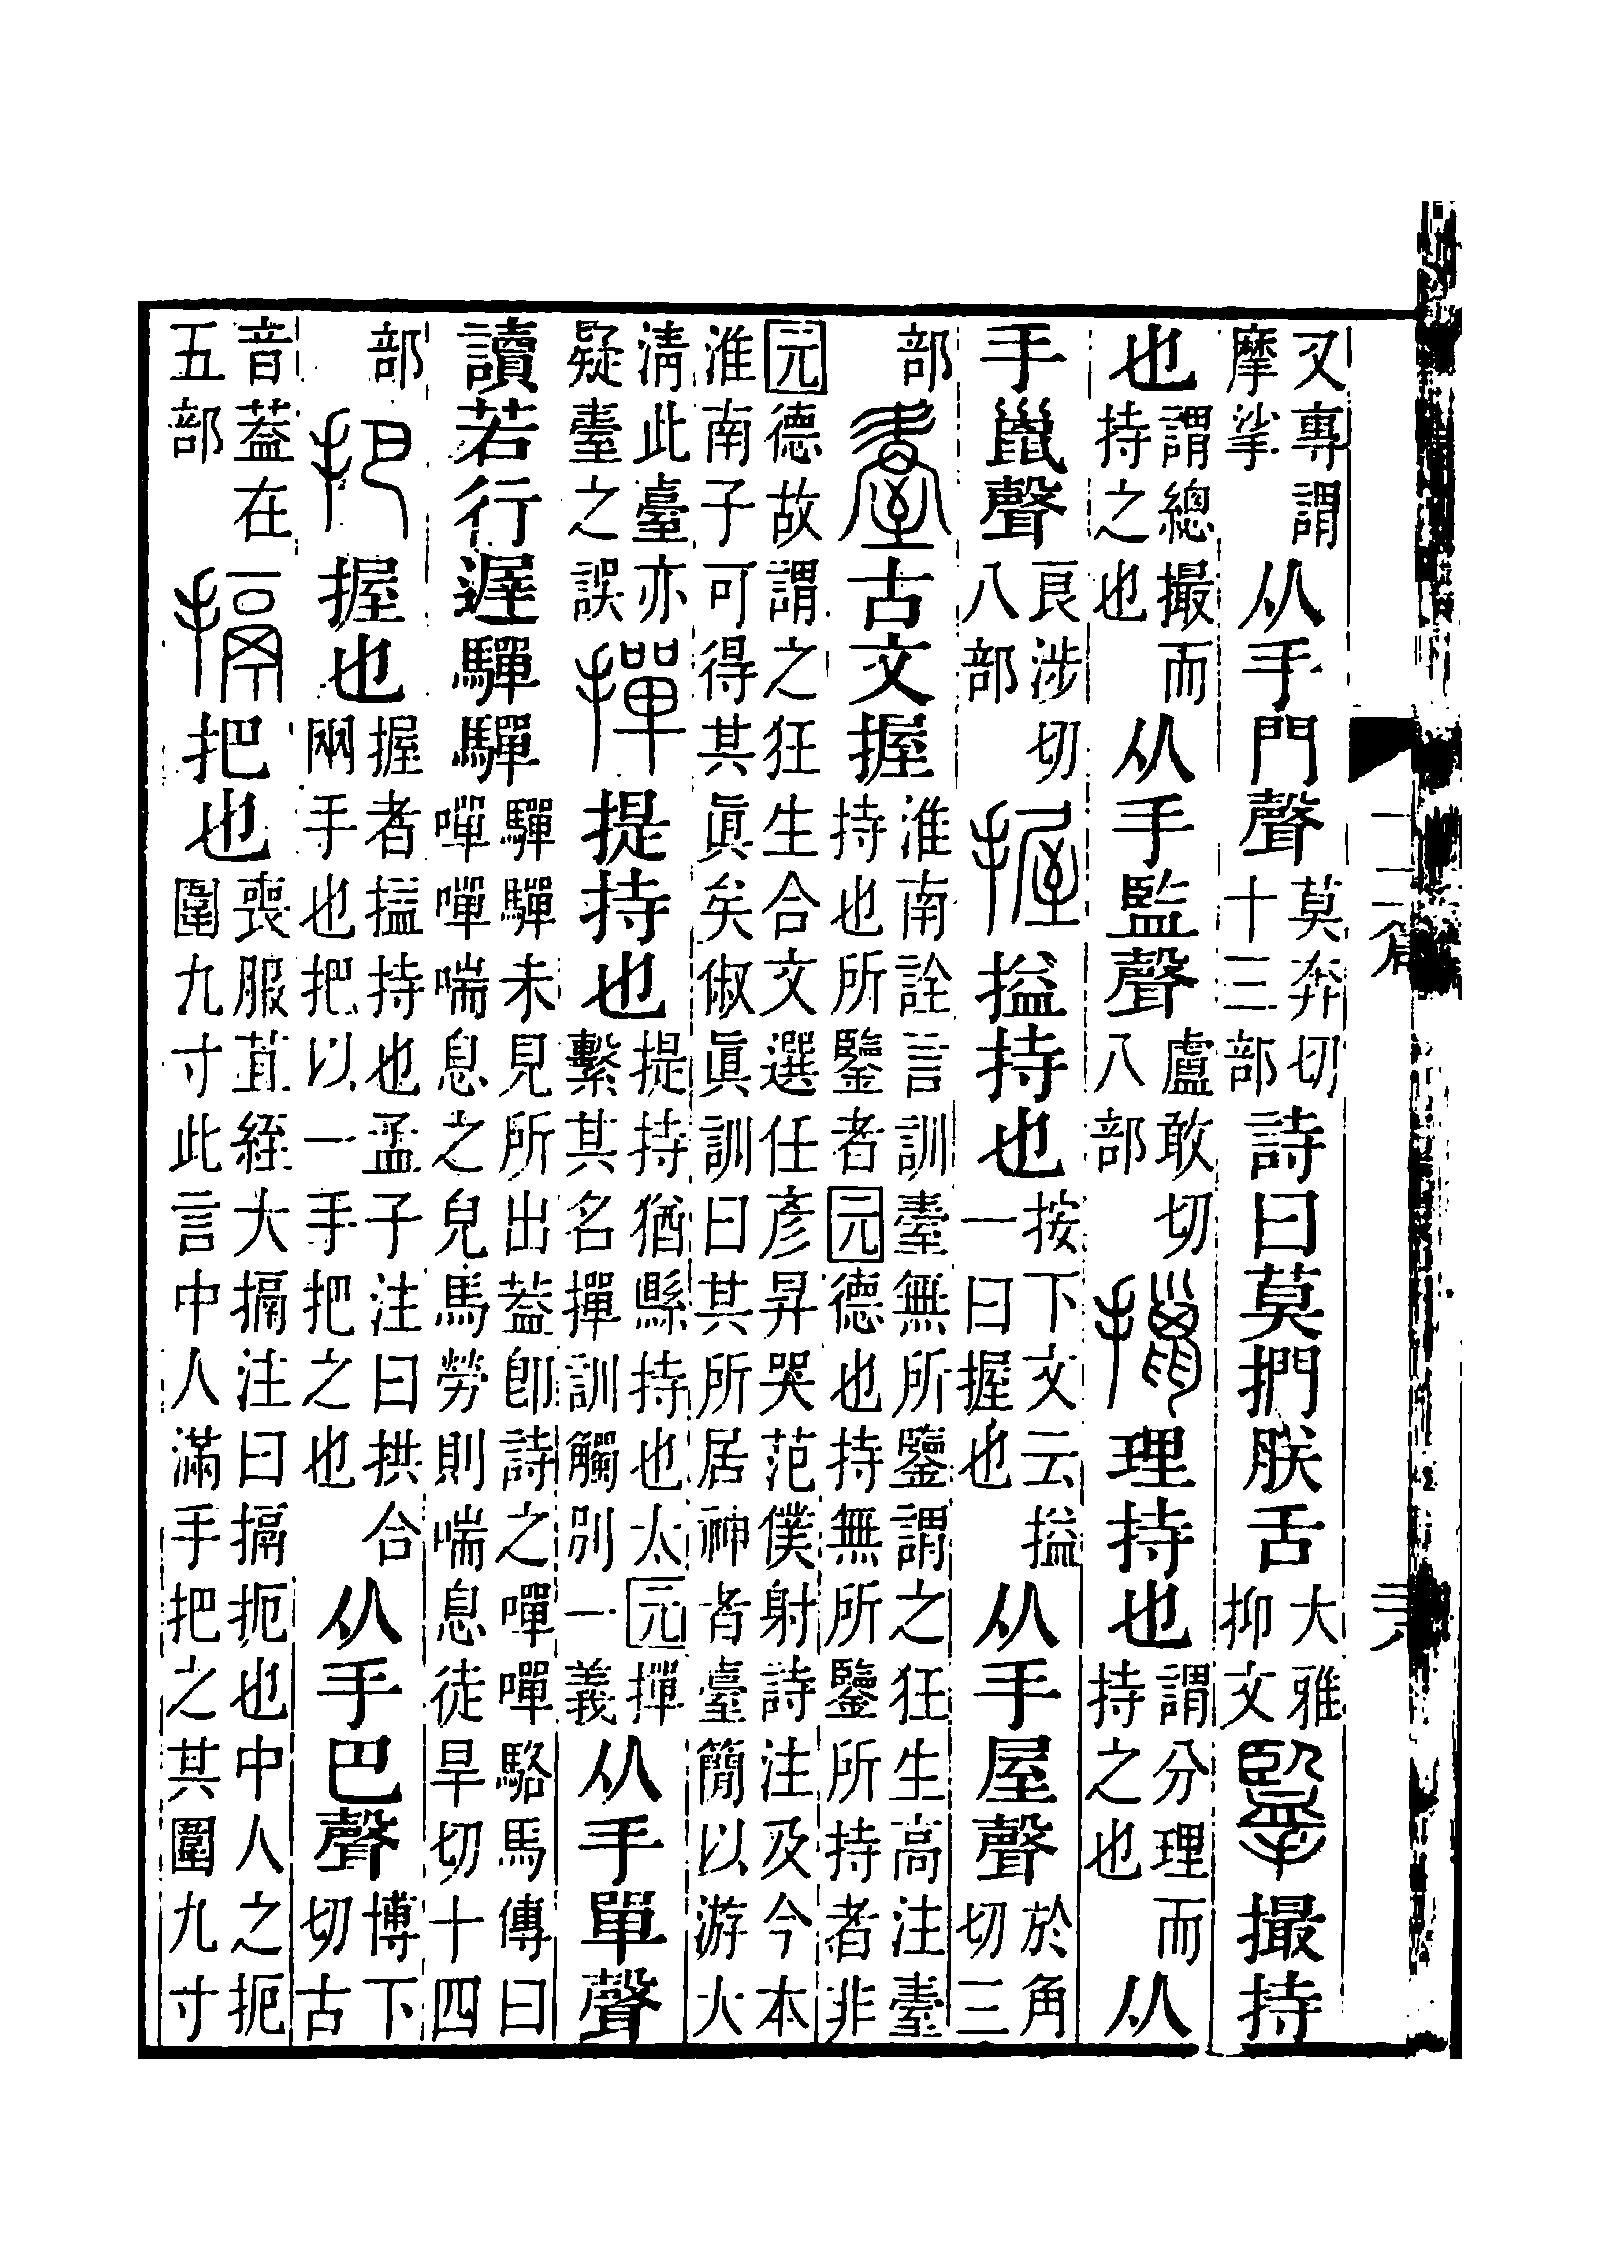 又專謂摩挲从手門聲莫奔切十三部詩曰莫捫朕舌大雅抑文㩜撮持
也謂總撮而持之也从手監聲盧敢切八部擸理持也謂分理而持之也从
手巤聲良涉切八部握搤持也按下文云搤一曰握也从手屋聲於角切三
部𡎬古文握淮南詮言訓臺無所鑒謂之狂生高注臺持也所鑒者元德也持無所鑒所持者非
元德故謂之狂生合文選任彥昇哭范僕射詩注及今本淮南子可得其眞矣俶眞訓曰其所居神者臺簡以游大
淸此臺亦疑臺之誤撣提持也提持猶縣持也太元撣繫其名撣訓觸別一義从手單聲
讀若行遟驒驒驒驒未見所出蓋卽詩之嘽嘽駱馬傳曰嘽嘽喘息之皃馬勞則喘息徒旱切十四
部把握也握者搤持也孟子注曰拱合兩手也把以一手把之也从手巴聲博下切古
音蓋在五部搹把也喪服苴絰大搹注曰搹扼也中人之扼圍九寸此言中人滿手把之其圍九寸